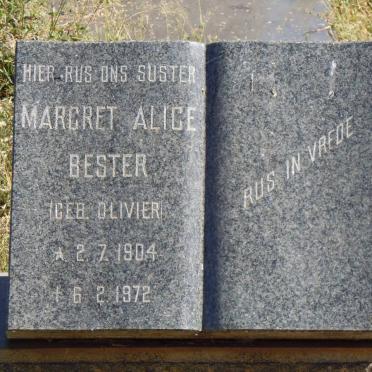 HIER RUS ONS SUSTER
MARGRET ALICE
BESTER
(GEB. OLIVIER)
* 2. 7. 1904
† 6. 2. 1972
RUS IN VREDE